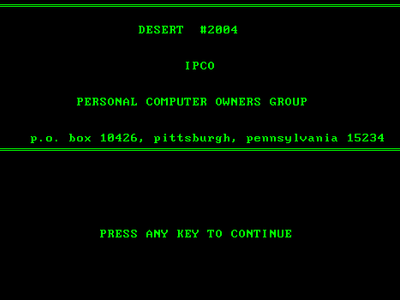 DESERT  #2004
IPCO
PERSONAL COMPUTER OWNERS GROUP
p.o. box 10426, pittsburgh, pennsylvania 15234
PRESS ANY KEY TO CONTINUE